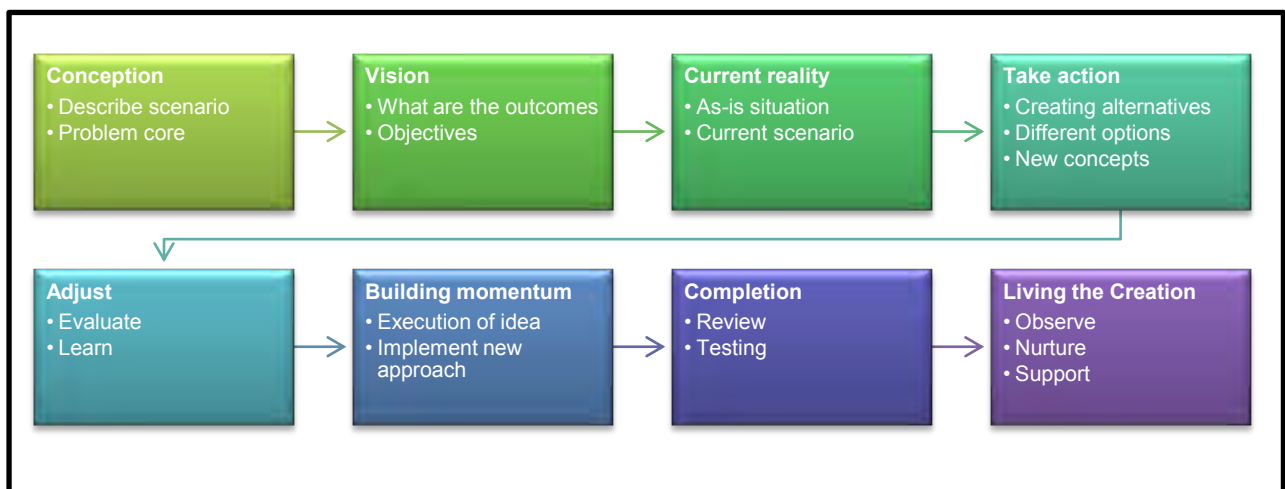 Conception
• Describe scenario
• Problem core
Vision
• What are the outcomes
• Objectives
Current reality
• As-is situation
• Current scenario
Take action
• Creating alternatives
• Different options
• New concepts
Adjust
• Evaluate
• Learn
Building momentum
• Execution of idea
• Implement new
approach
Completion
• Review
• Testing
Living the Creation
• Observe
• Nurture
• Support